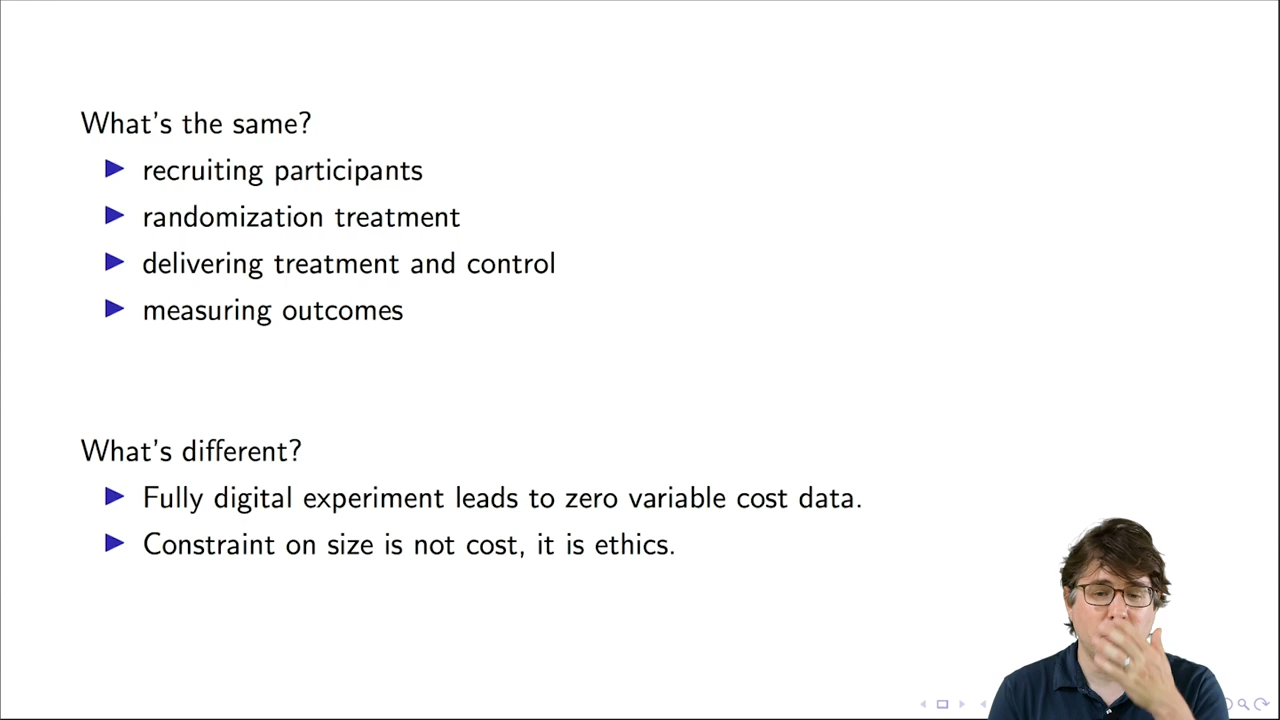 What's the same?
recruiting participants
randomization treatment
delivering treatment and control
measuring outcomes
What's different?
Fully digital experiment leads to zero variable cost data.
Constraint on size is not cost, it is ethics.